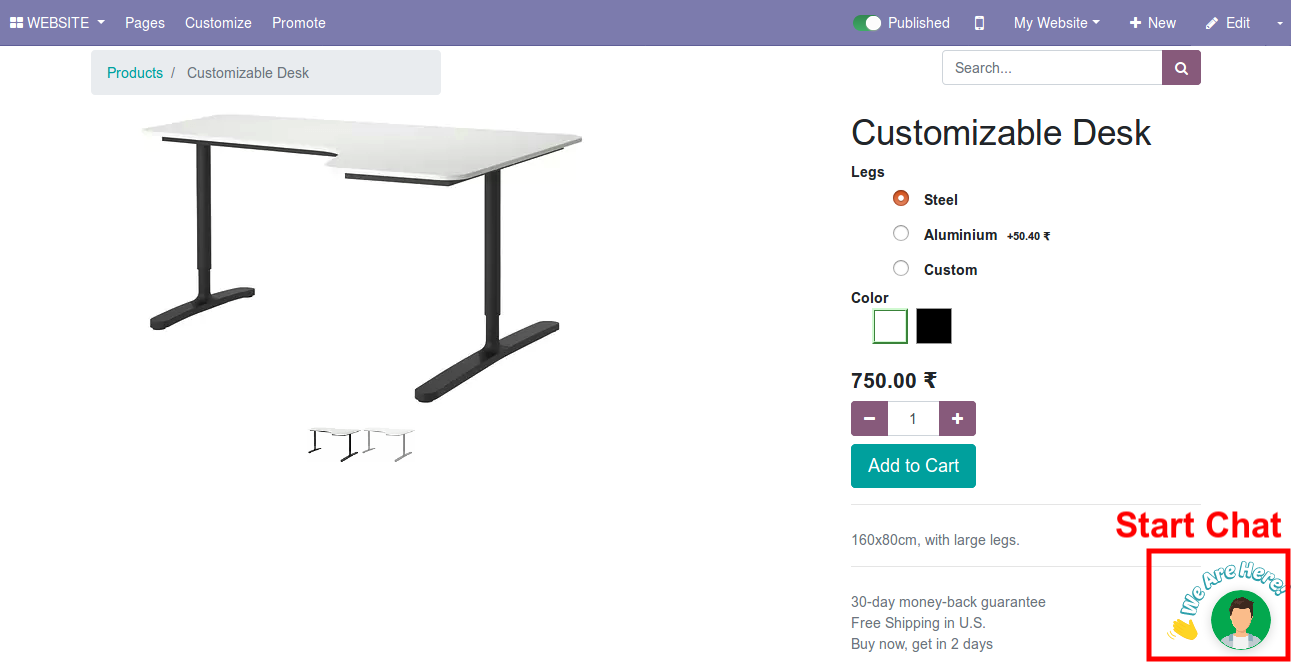 WEBSITE Pages Customize Promote Published My Website New Edit
Products / Customizable Desk
Search...
Customizable Desk
Legs
Steel
Aluminium +50.40 ₹
Custom
Color
750.00 ₹
1
Add to Cart
Start Chat
160x80cm, with large legs.
We Are Here!
30-day money-back guarantee
Free Shipping in U.S.
Buy now, get in 2 days